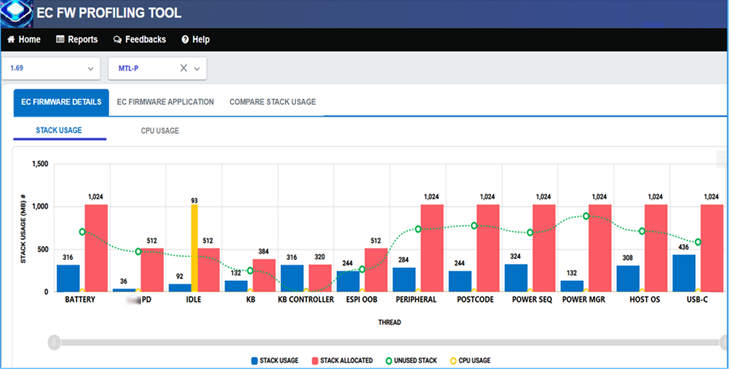 EC FW PROFILING TOOL
Home Reports Feedbacks Help
1.69 MTL-P
EC FIRMWARE DETAILS EC FIRMWARE APPLICATION COMPARE STACK USAGE
STACK USAGE CPU USAGE
STACK USAGE (MB) #
1,500
1,000
500
0
316 1,024
36 512
92 93 512
132 384
316 320
244 512
284 1,024
244 1,024
324 1,024
132 1,024
308 1,024
436 1,024
BATTERY PD IDLE KB KB CONTROLLER ESPI OOB PERIPHERAL POSTCODE POWER SEQ POWER MGR HOST OS USB-C
THREAD
STACK USAGE STACK ALLOCATED UNUSED STACK CPU USAGE